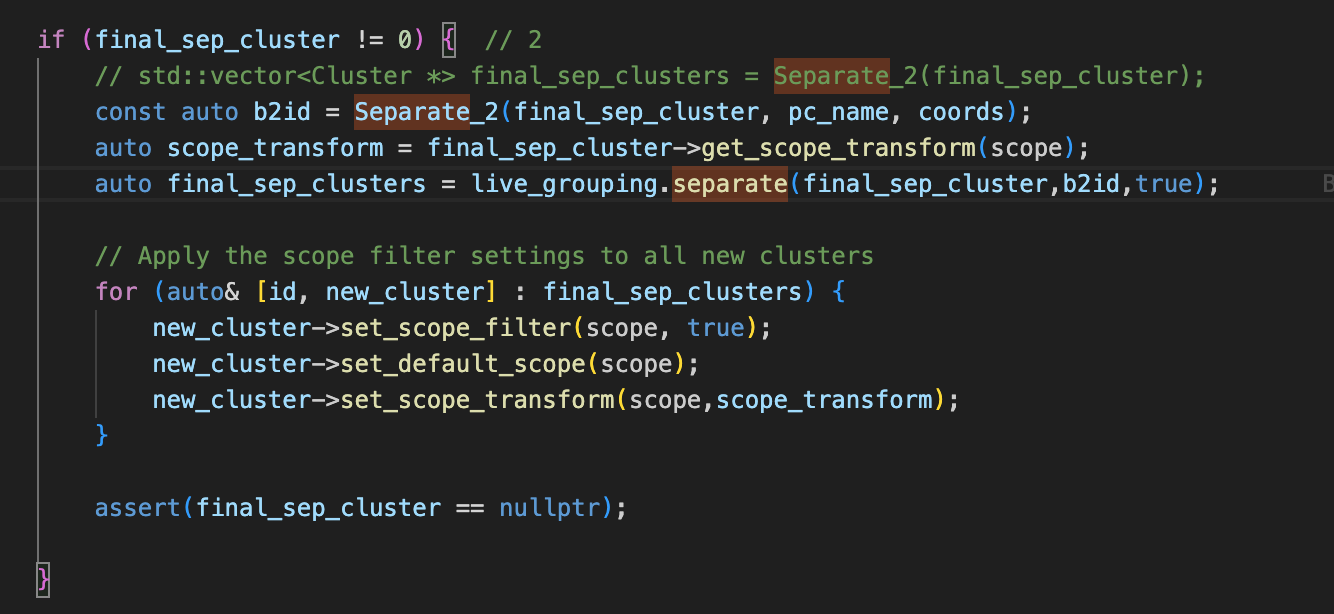 if (final_sep_cluster != 0) {  // 2
    // std::vector<Cluster *> final_sep_clusters = Separate_2(final_sep_cluster);
    const auto b2id = Separate_2(final_sep_cluster, pc_name, coords);
    auto scope_transform = final_sep_cluster->get_scope_transform(scope);
    auto final_sep_clusters = live_grouping.separate(final_sep_cluster,b2id,true);
    // Apply the scope filter settings to all new clusters
    for (auto& [id, new_cluster] : final_sep_clusters) {
        new_cluster->set_scope_filter(scope, true);
        new_cluster->set_default_scope(scope);
        new_cluster->set_scope_transform(scope,scope_transform);
    }
    assert(final_sep_cluster == nullptr);
}